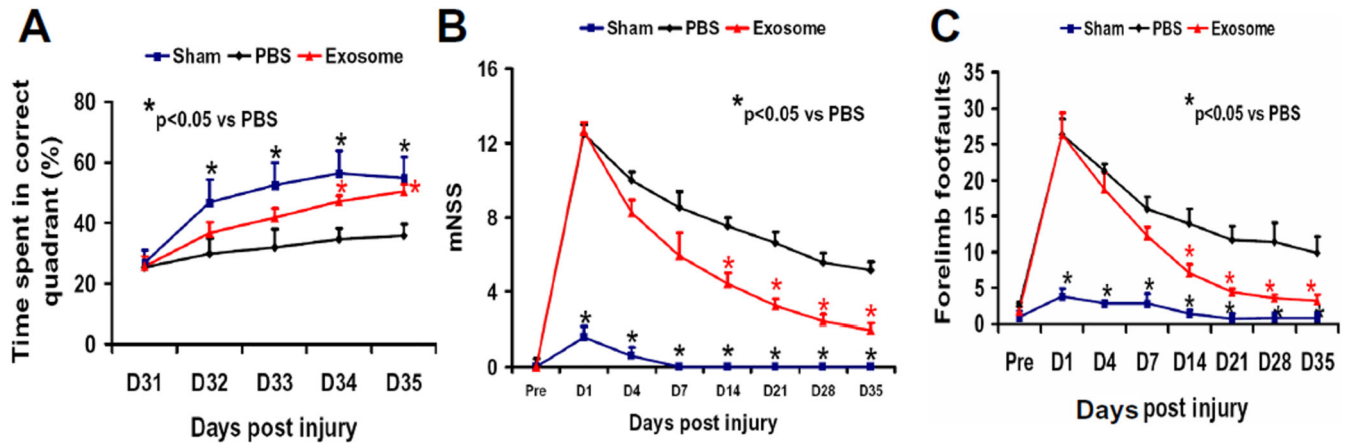 A
Sham PBS Exosome
Time spent in correct
quadrant (%)
80
60
40
20
0
*p<0.05 vs PBS
* * * *
* *
D31 D32 D33 D34 D35
Days post injury
B
Sham PBS Exosome
mNSS
16
12
8
4
0
*p<0.05 vs PBS
* * * *
* * * * * * *
Pre D1 D4 D7 D14 D21 D28 D35
Days post injury
C
Sham PBS Exosome
Forelimb footfaults
35
30
25
20
15
10
5
0
*p<0.05 vs PBS
* * * *
* * * * * * *
Pre D1 D4 D7 D14 D21 D28 D35
Days post injury